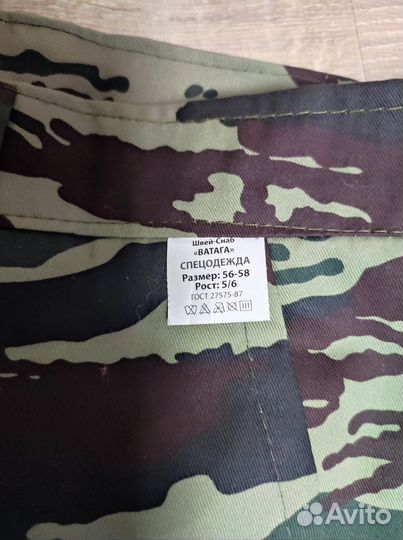 Швей-Снаб
«ВАТАГА»
СПЕЦОДЕЖДА
Размер: 56-58
Рост: 5/6
ГОСТ 27575-87
Avito